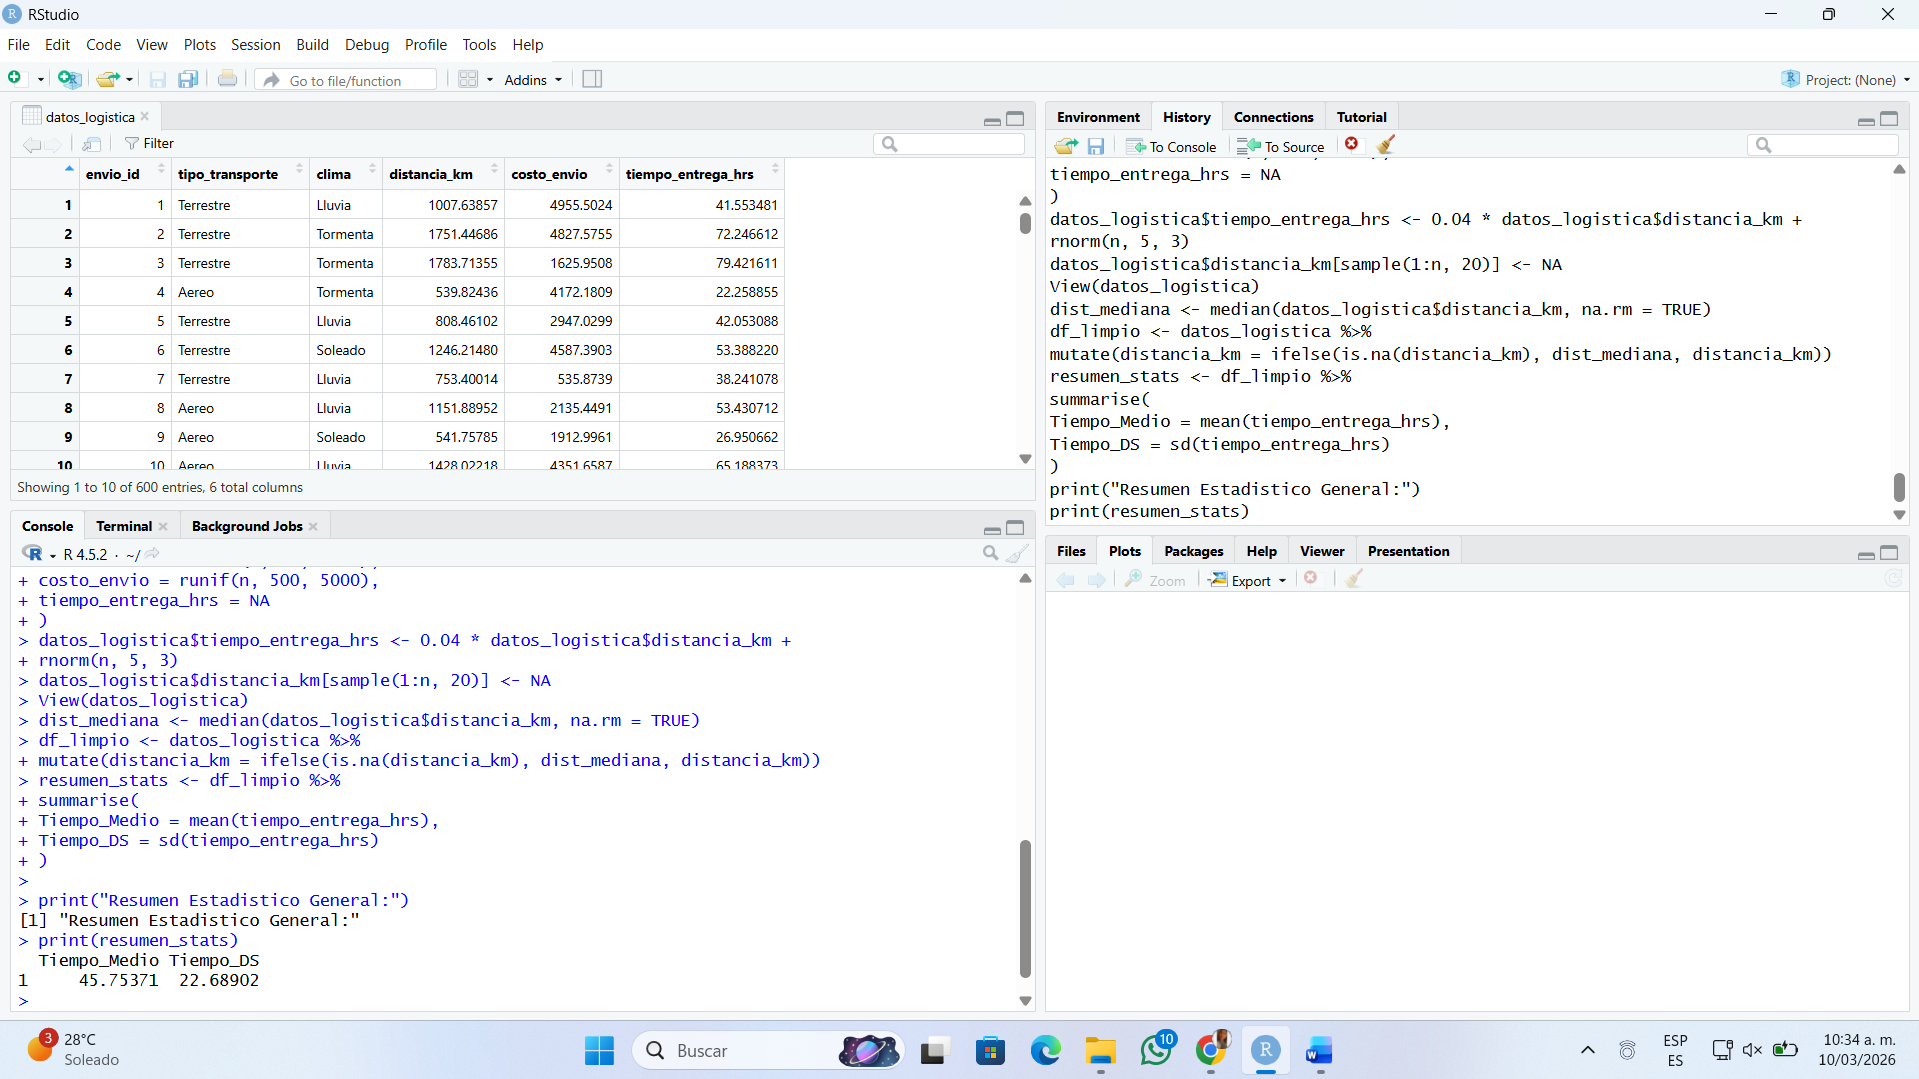 RStudio
File Edit Code View Plots Session Build Debug Profile Tools Help
Go to file/function Addins Project: (None)
datos_logistica
Filter
envio_id tipo_transporte clima distancia_km costo_envio tiempo_entrega_hrs
1 1 Terrestre Lluvia 1007.63857 4955.5024 41.553481
2 2 Terrestre Tormenta 1751.44686 4827.5755 72.246612
3 3 Terrestre Tormenta 1783.71355 1625.9508 79.421611
4 4 Aereo Tormenta 539.82436 4172.1809 22.258855
5 5 Terrestre Lluvia 808.46102 2947.0299 42.053088
6 6 Terrestre Soleado 1246.21480 4587.3903 53.388220
7 7 Terrestre Lluvia 753.40014 535.8739 38.241078
8 8 Aereo Lluvia 1151.88952 2135.4491 53.430712
9 9 Aereo Soleado 541.75785 1912.9961 26.950662
10 10 Aereo Lluvia 1428.02218 4351.6587 65.188373
Showing 1 to 10 of 600 entries, 6 total columns
Console Terminal Background Jobs
R 4.5.2 · ~/
+ costo_envio = runif(n, 500, 5000),
+ tiempo_entrega_hrs = NA
+ )
> datos_logistica$tiempo_entrega_hrs <- 0.04 * datos_logistica$distancia_km +
+ rnorm(n, 5, 3)
> datos_logistica$distancia_km[sample(1:n, 20)] <- NA
> View(datos_logistica)
> dist_mediana <- median(datos_logistica$distancia_km, na.rm = TRUE)
> df_limpio <- datos_logistica %>%
+ mutate(distancia_km = ifelse(is.na(distancia_km), dist_mediana, distancia_km))
> resumen_stats <- df_limpio %>%
+ summarise(
+ Tiempo_Medio = mean(tiempo_entrega_hrs),
+ Tiempo_DS = sd(tiempo_entrega_hrs)
+ )
>
> print("Resumen Estadistico General:")
[1] "Resumen Estadistico General:"
> print(resumen_stats)
Tiempo_Medio Tiempo_DS
1 45.75371 22.68902
>
Environment History Connections Tutorial
To Console To Source
tiempo_entrega_hrs = NA
)
datos_logistica$tiempo_entrega_hrs <- 0.04 * datos_logistica$distancia_km +
rnorm(n, 5, 3)
datos_logistica$distancia_km[sample(1:n, 20)] <- NA
View(datos_logistica)
dist_mediana <- median(datos_logistica$distancia_km, na.rm = TRUE)
df_limpio <- datos_logistica %>%
mutate(distancia_km = ifelse(is.na(distancia_km), dist_mediana, distancia_km))
resumen_stats <- df_limpio %>%
summarise(
Tiempo_Medio = mean(tiempo_entrega_hrs),
Tiempo_DS = sd(tiempo_entrega_hrs)
)
print("Resumen Estadistico General:")
print(resumen_stats)
Files Plots Packages Help Viewer Presentation
Zoom Export
3 28°C
Soleado
Buscar
10
ESP
ES
10:34 a. m.
10/03/2026